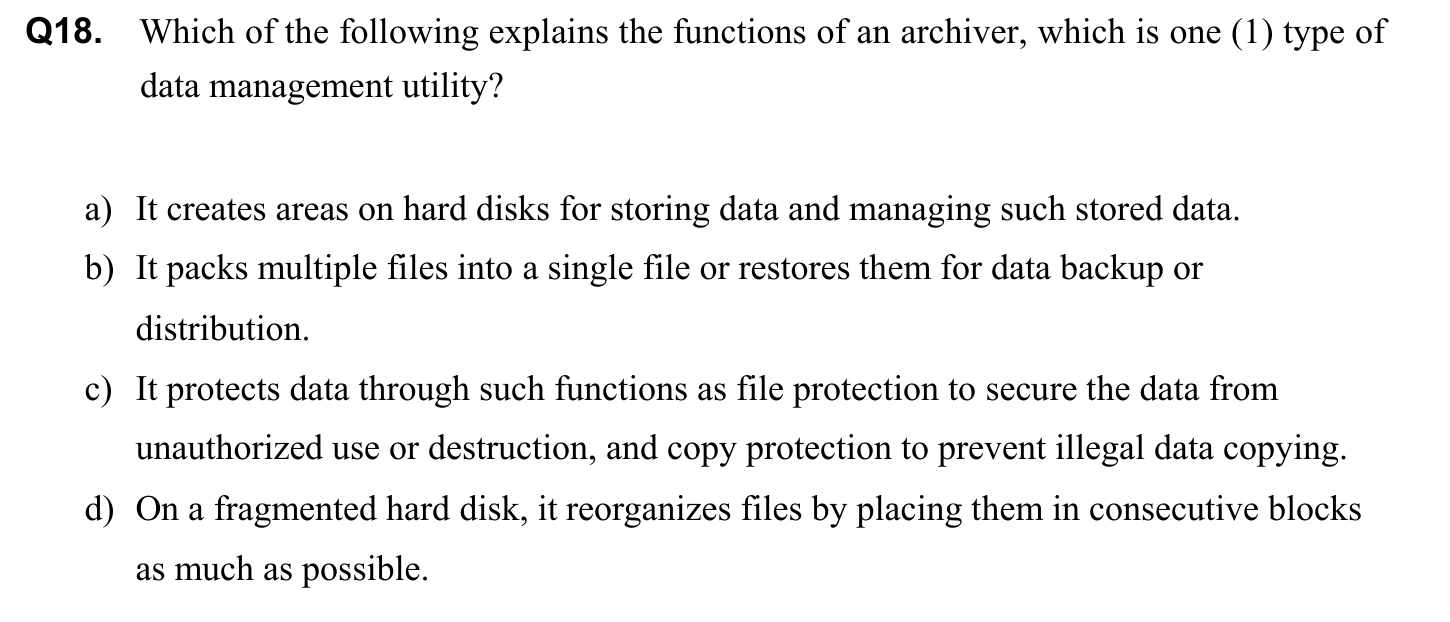 Q18. Which of the following explains the functions of an archiver, which is one (1) type of
data management utility?
a) It creates areas on hard disks for storing data and managing such stored data.
b) It packs multiple files into a single file or restores them for data backup or
distribution.
c) It protects data through such functions as file protection to secure the data from
unauthorized use or destruction, and copy protection to prevent illegal data copying.
d) On a fragmented hard disk, it reorganizes files by placing them in consecutive blocks
as much as possible.